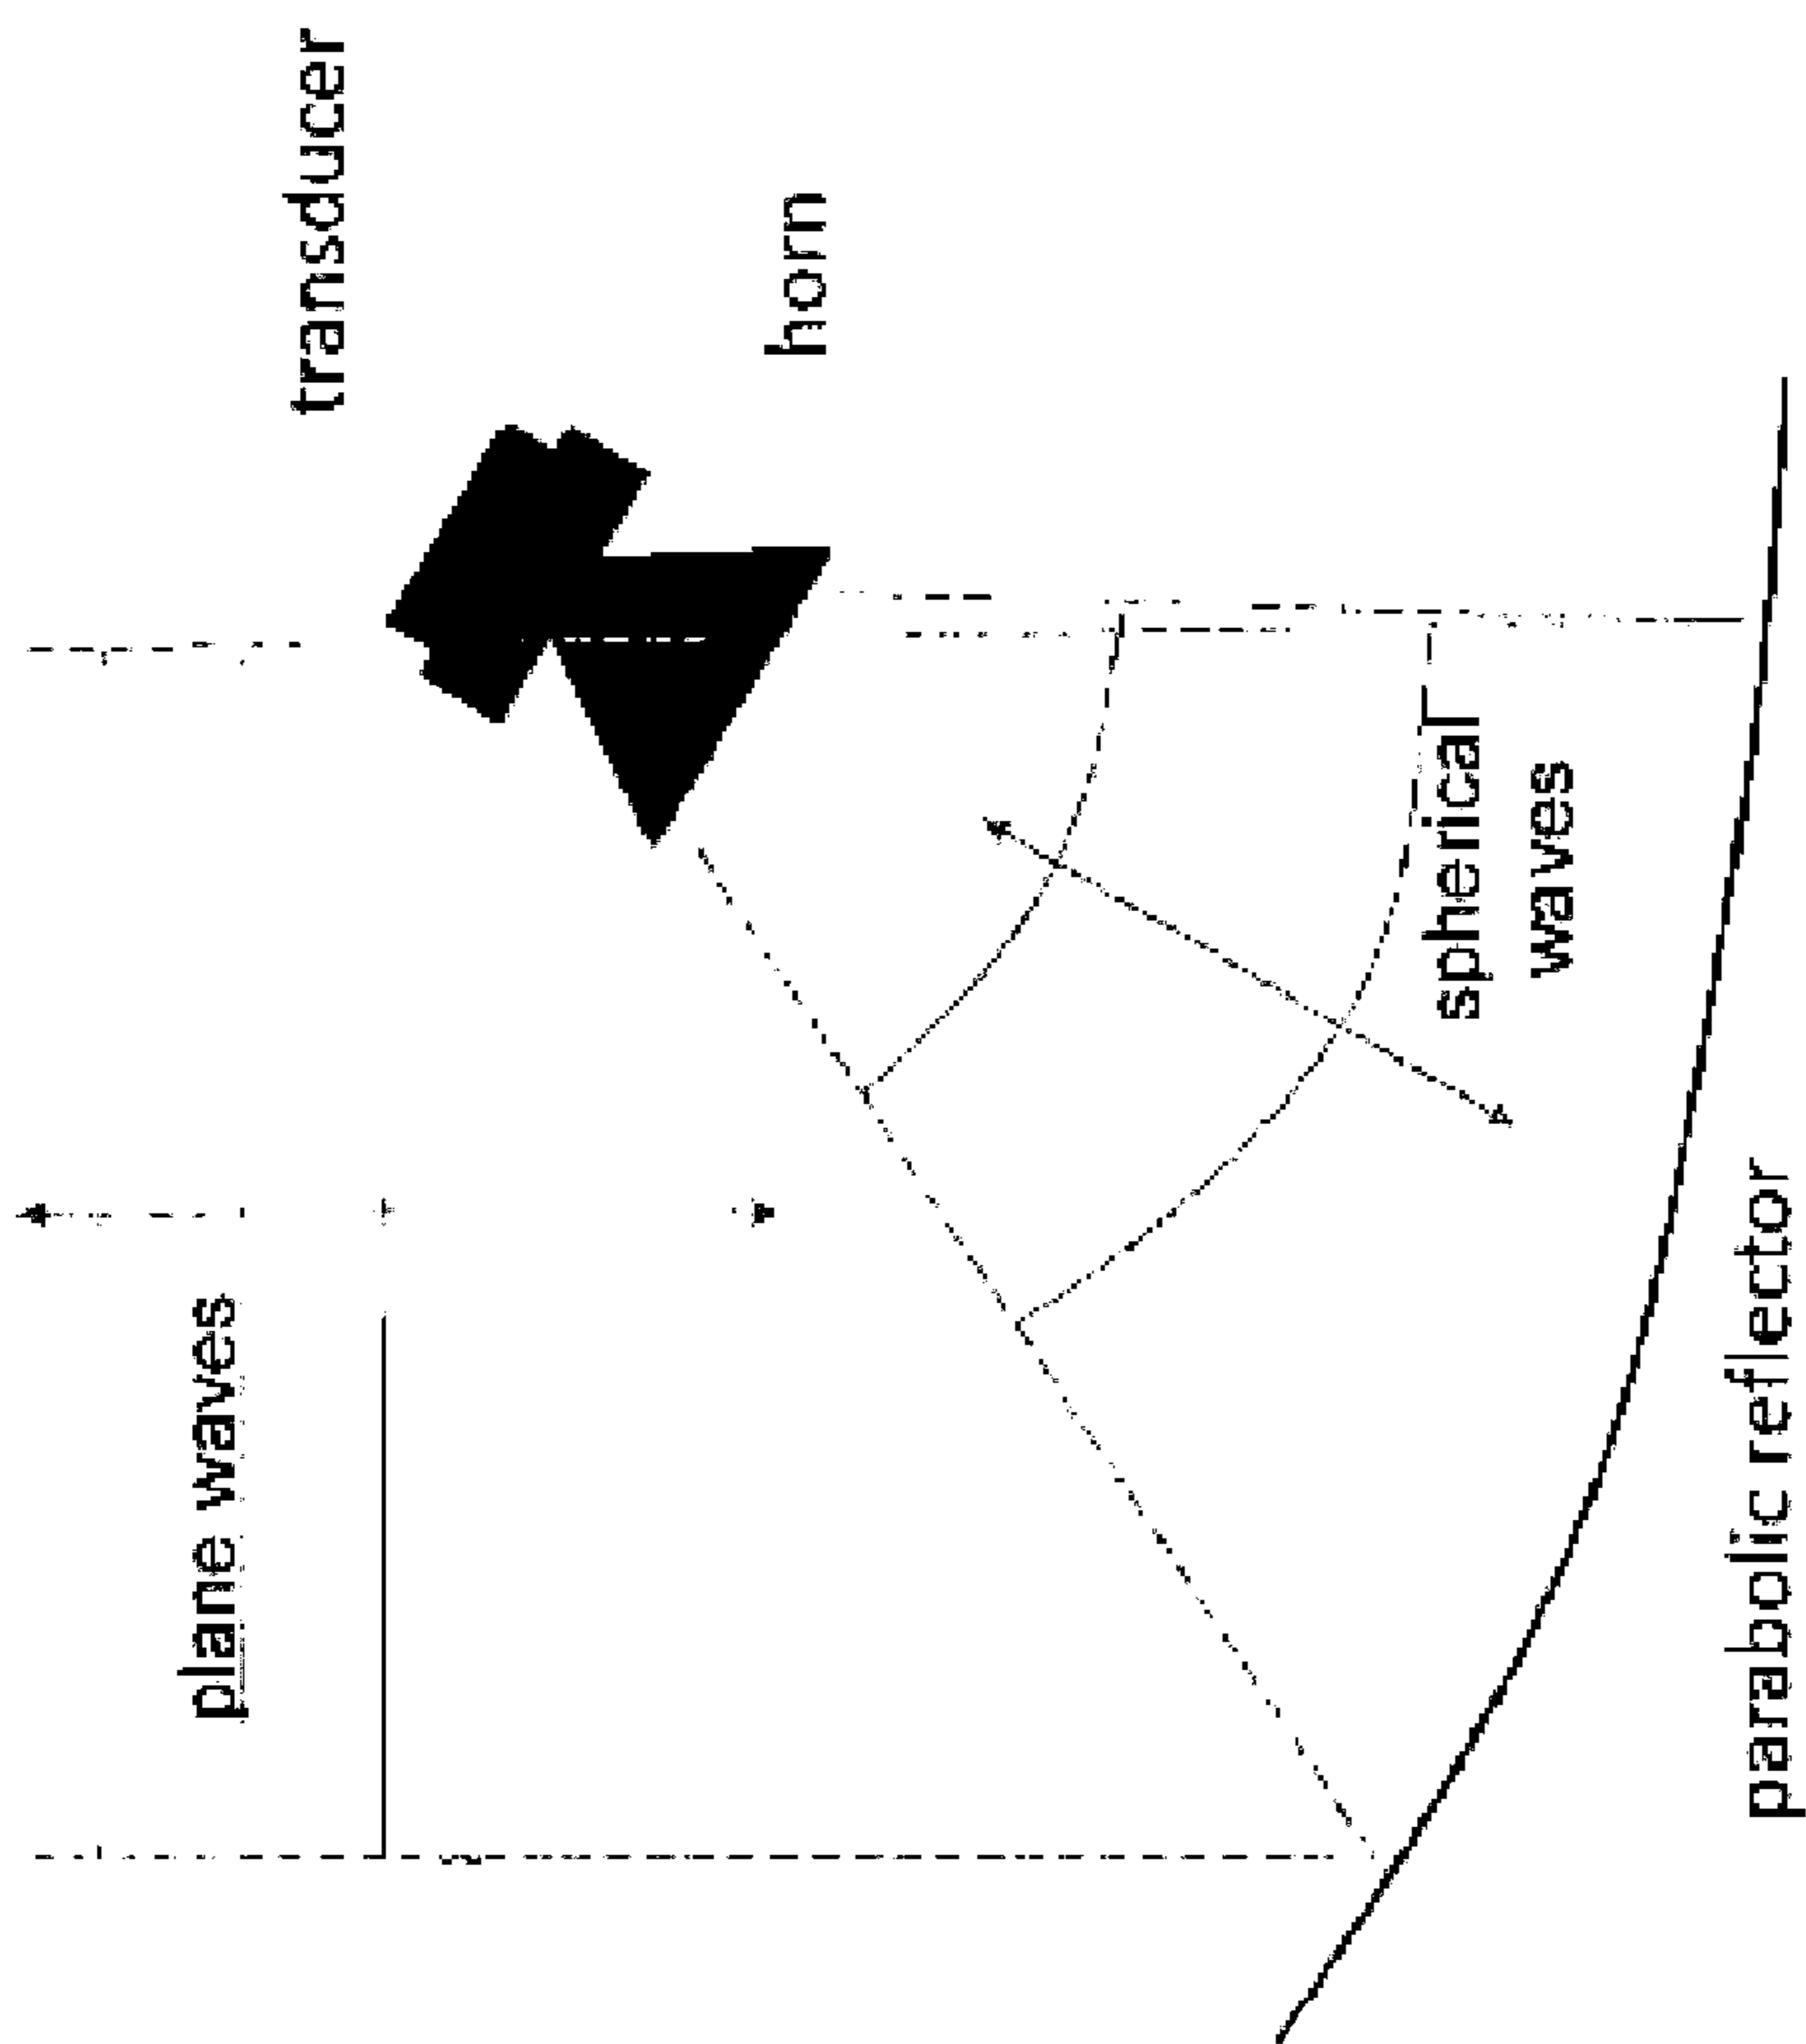 plane waves
transducer
horn
spherical
waves
parabolic reflector